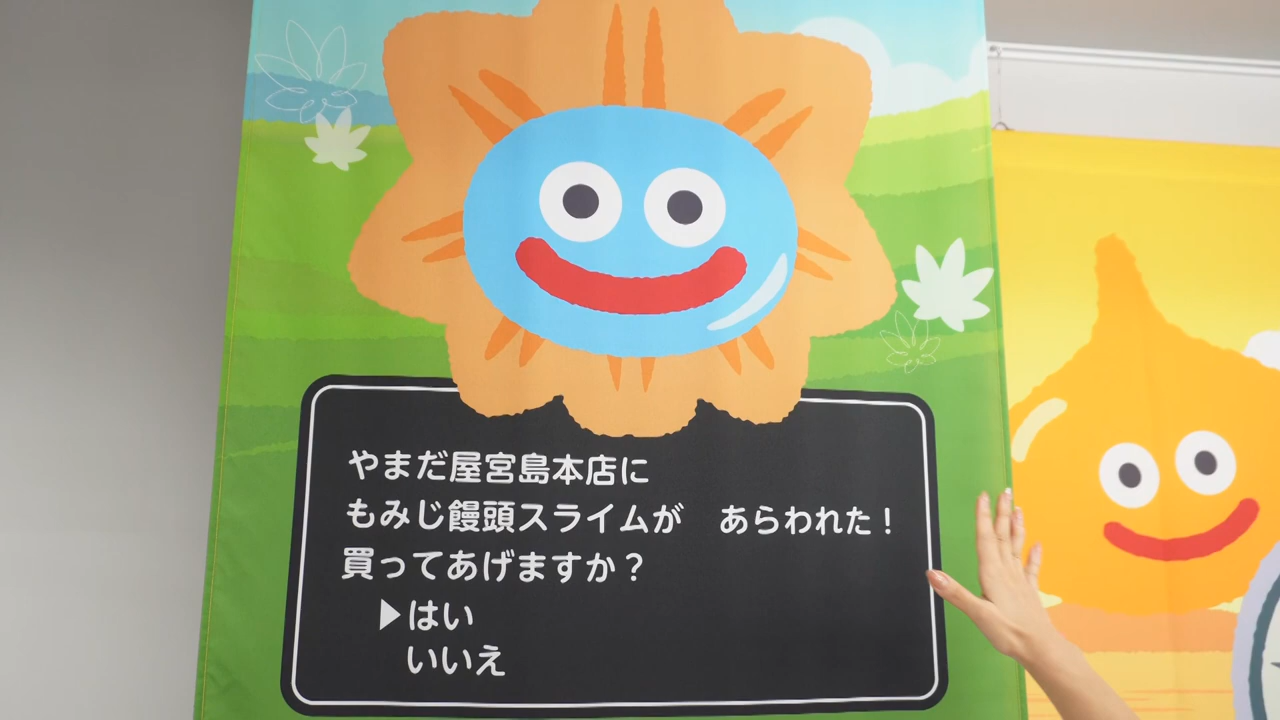 やまだ屋宮島本店に
もみじ饅頭スライムが　あらわれた！
買ってあげますか？
▶はい
いいえ